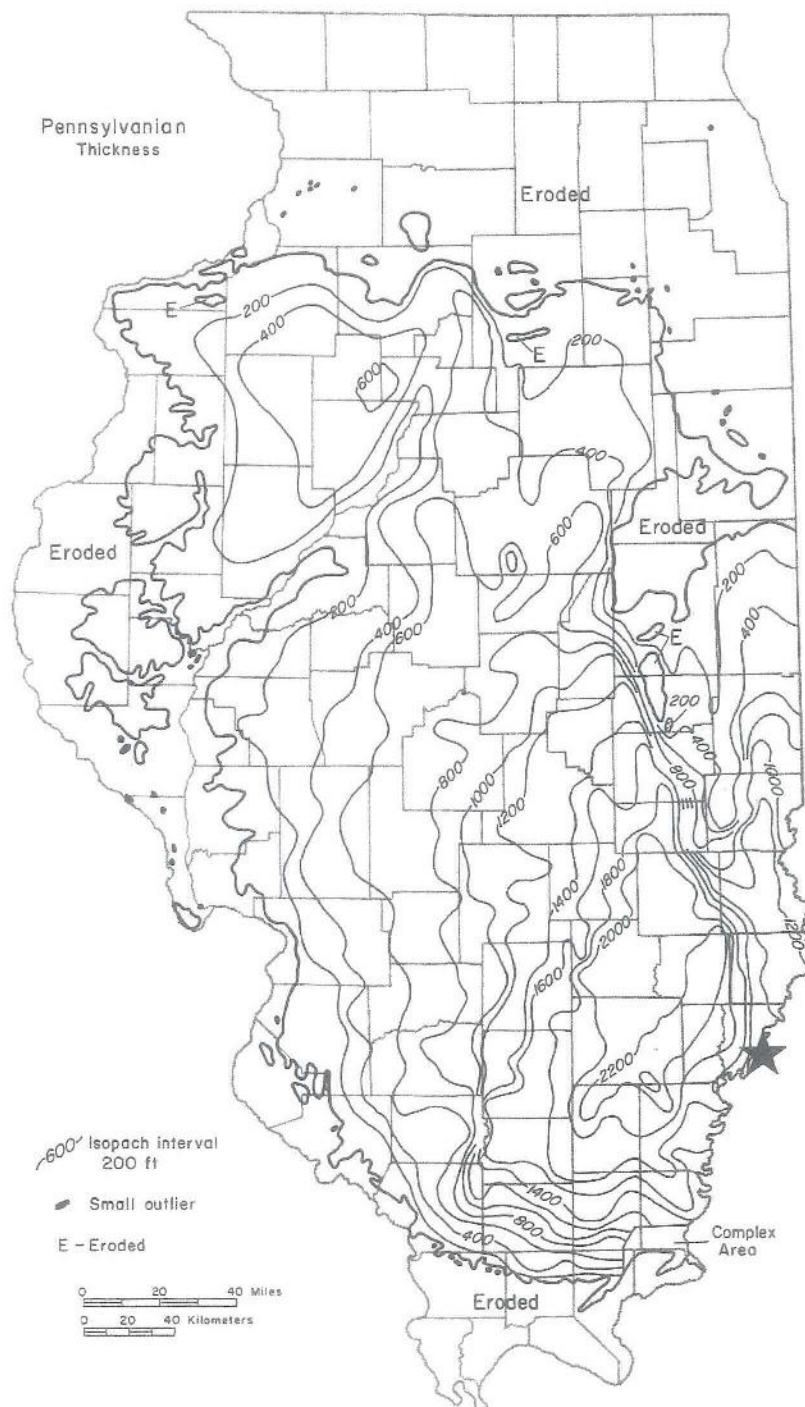 Pennsylvanian
Thickness
Eroded
E
200
400
600
E
200
400
Eroded
Eroded
600
200
400
E
200
400
600
200
400
800
1000
1200
800
1000
1400
1800
2000
1200
1600
2200
600 Isopach interval
200 ft
Small outlier
E – Eroded
1400
800
400
Complex
Area
0 20 40 Miles
0 20 40 Kilometers
Eroded